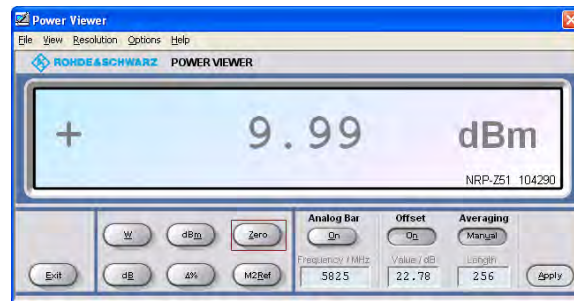 Power Viewer
File View Resolution Options Help
ROHDE&SCHWARZ POWER VIEWER
+ 9.99 dBm
NRP-Z51 104290
Analog Bar Offset Averaging
W dBm Zero On On Manual
Frequency / MHz Value / dB Length
Exit dB Δ% M2Ref 5825 22.78 256 Apply